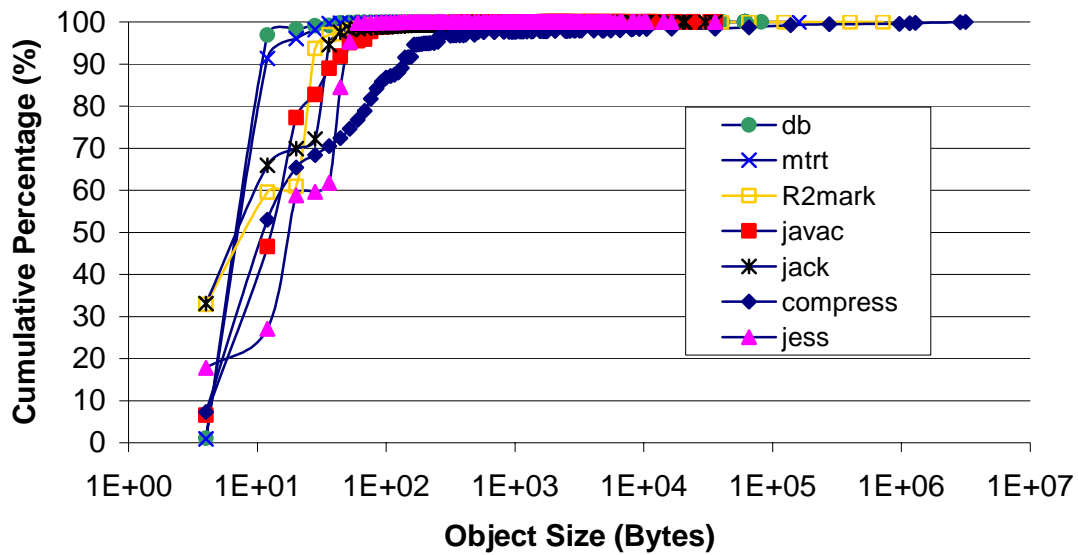 Cumulative Percentage (%)
100
90
80
70
60
50
40
30
20
10
0
db
mtrt
R2mark
javac
jack
compress
jess
1E+00 1E+01 1E+02 1E+03 1E+04 1E+05 1E+06 1E+07
Object Size (Bytes)